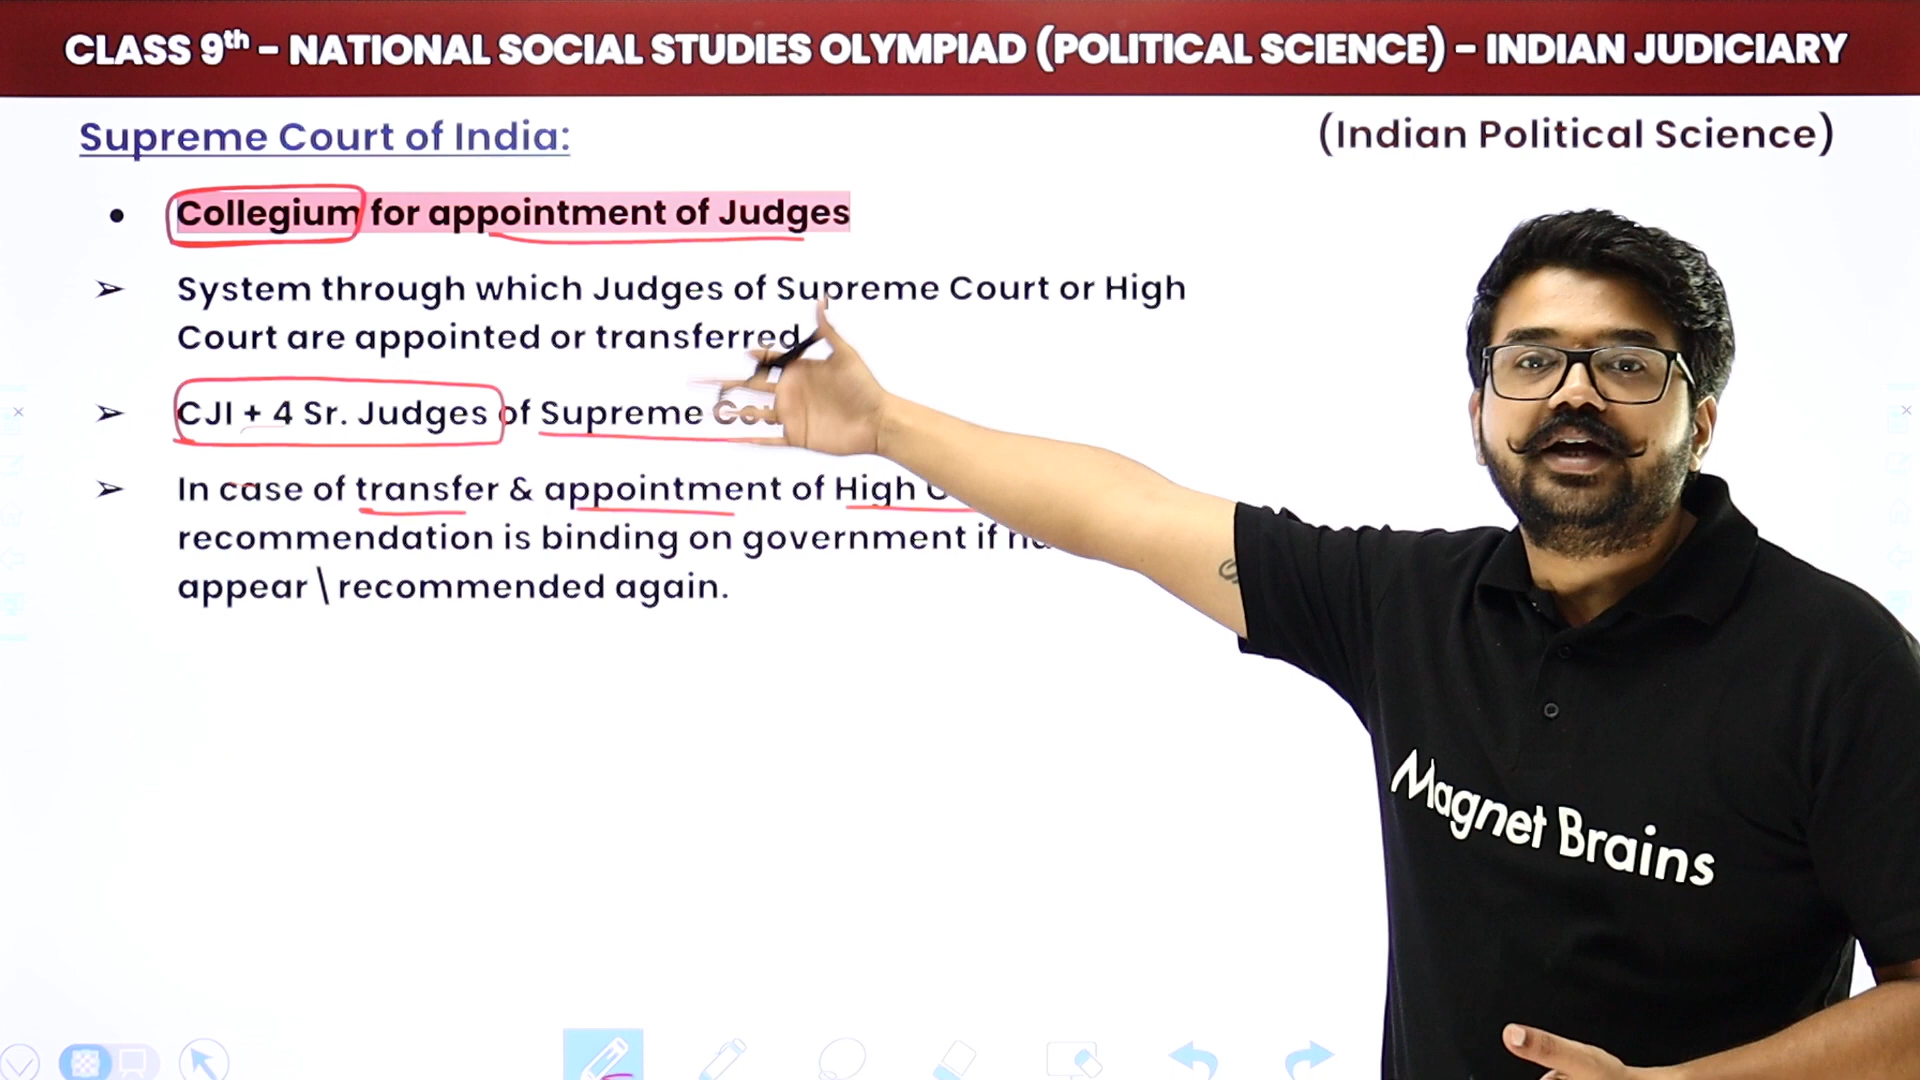 CLASS 9th – NATIONAL SOCIAL STUDIES OLYMPIAD (POLITICAL SCIENCE) – INDIAN JUDICIARY
Supreme Court of India:
(Indian Political Science)
• Collegium for appointment of Judges
➢ System through which Judges of Supreme Court or High
Court are appointed or transferred
➢ CJI + 4 Sr. Judges of Supreme
➢ In case of transfer & appointment of High
recommendation is binding on government if
appear \ recommended again.
Magnet Brains